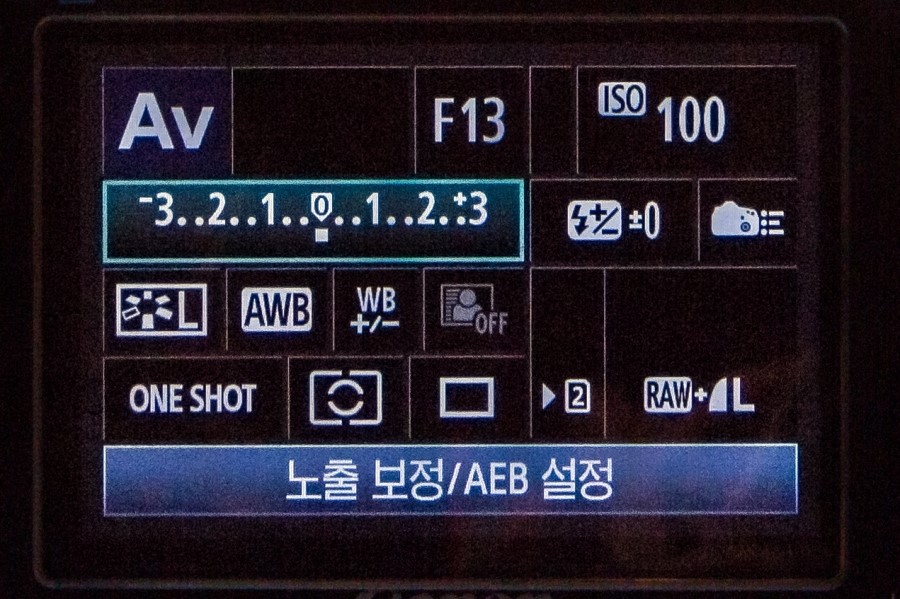 Av F13 ISO 100
-3..2..1..0..1..2.+3 ±0
L AWB WB +/- OFF
ONE SHOT 2 RAW+L
노출 보정/AEB 설정